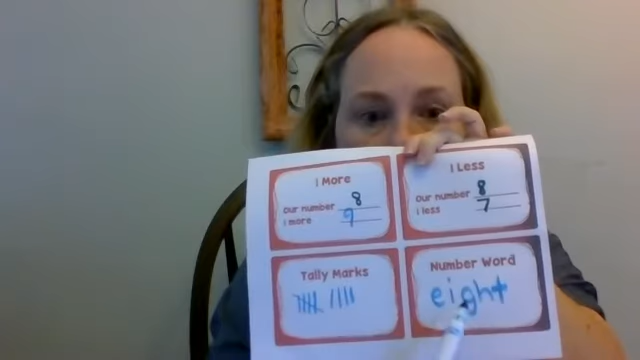 1 More
Our number 8
1 more 9
1 Less
Our number 8
1 less 7
Tally Marks
Number Word
eight